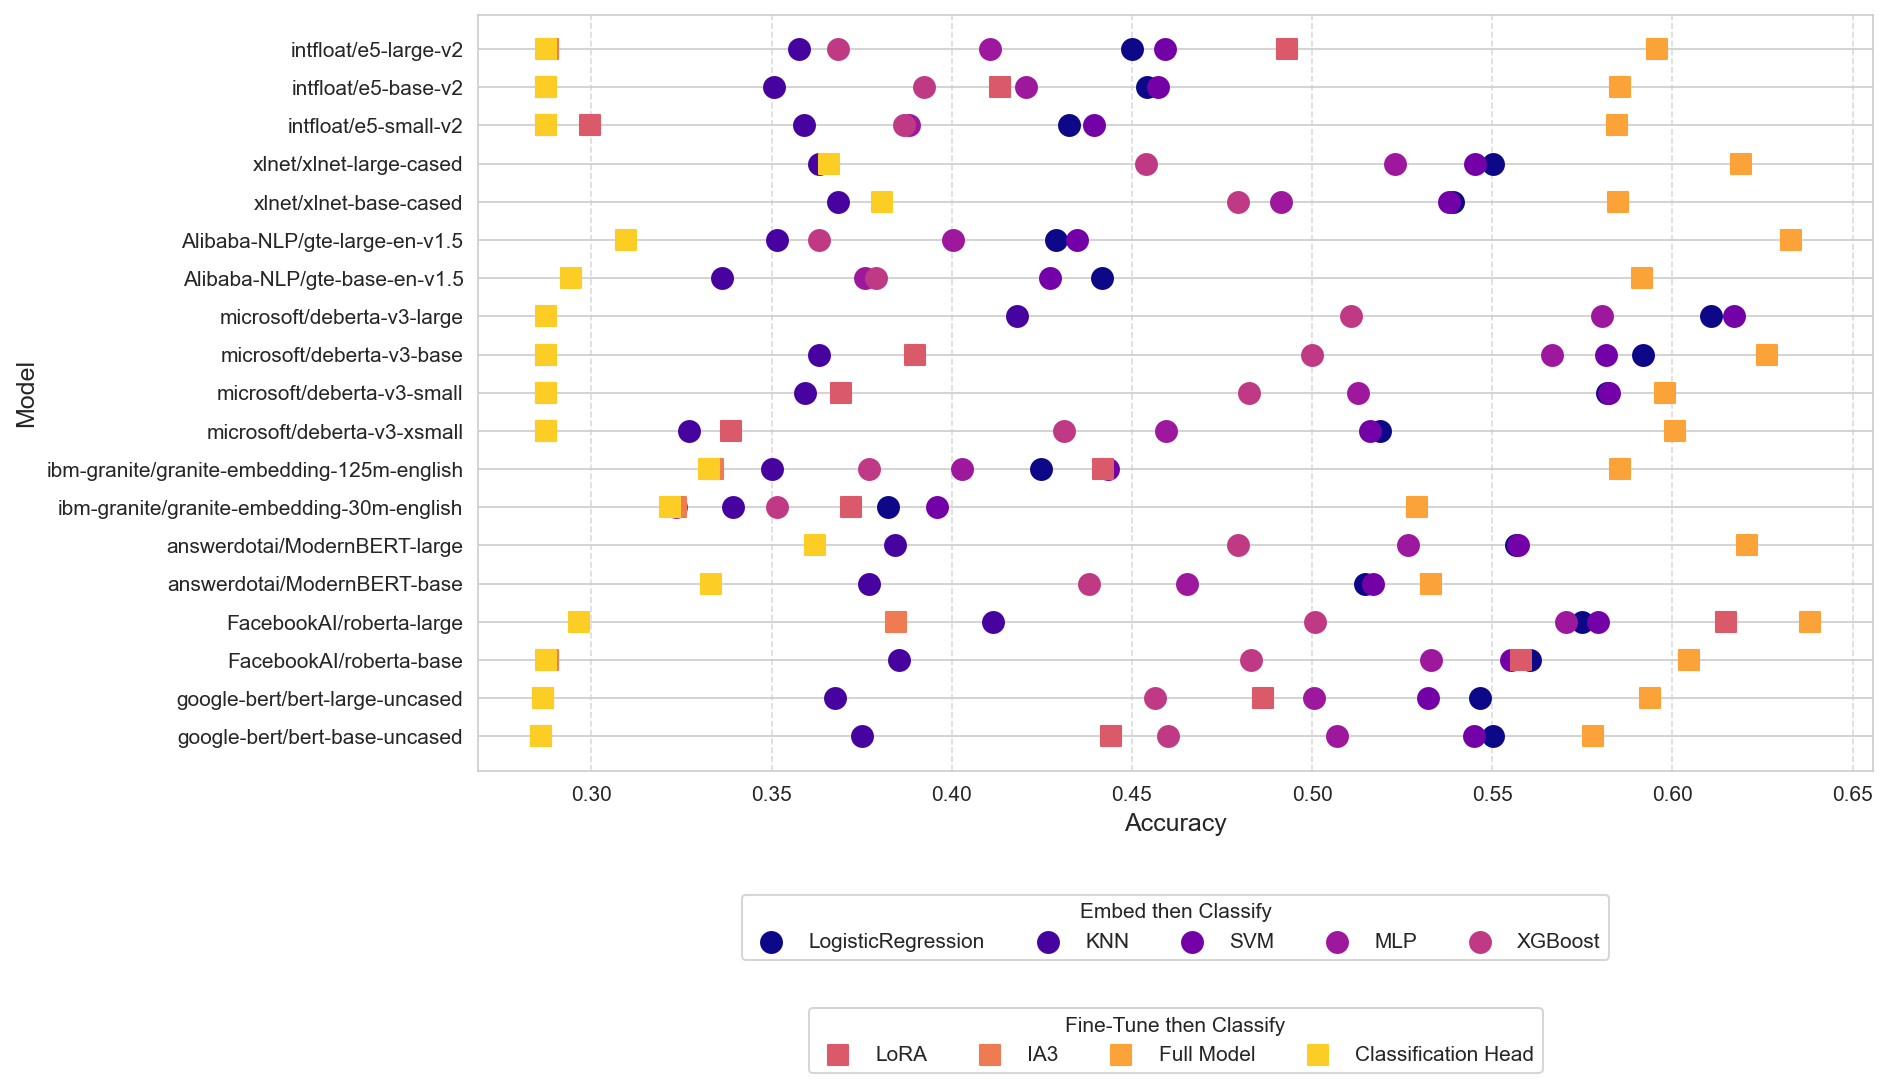 intfloat/e5-large-v2
intfloat/e5-base-v2
intfloat/e5-small-v2
xlnet/xlnet-large-cased
xlnet/xlnet-base-cased
Alibaba-NLP/gte-large-en-v1.5
Alibaba-NLP/gte-base-en-v1.5
microsoft/deberta-v3-large
microsoft/deberta-v3-base
microsoft/deberta-v3-small
microsoft/deberta-v3-xsmall
ibm-granite/granite-embedding-125m-english
ibm-granite/granite-embedding-30m-english
answerdotai/ModernBERT-large
answerdotai/ModernBERT-base
FacebookAI/roberta-large
FacebookAI/roberta-base
google-bert/bert-large-uncased
google-bert/bert-base-uncased
Model
0.30 0.35 0.40 0.45 0.50 0.55 0.60 0.65
Accuracy
Embed then Classify
LogisticRegression KNN SVM MLP XGBoost
Fine-Tune then Classify
LoRA IA3 Full Model Classification Head